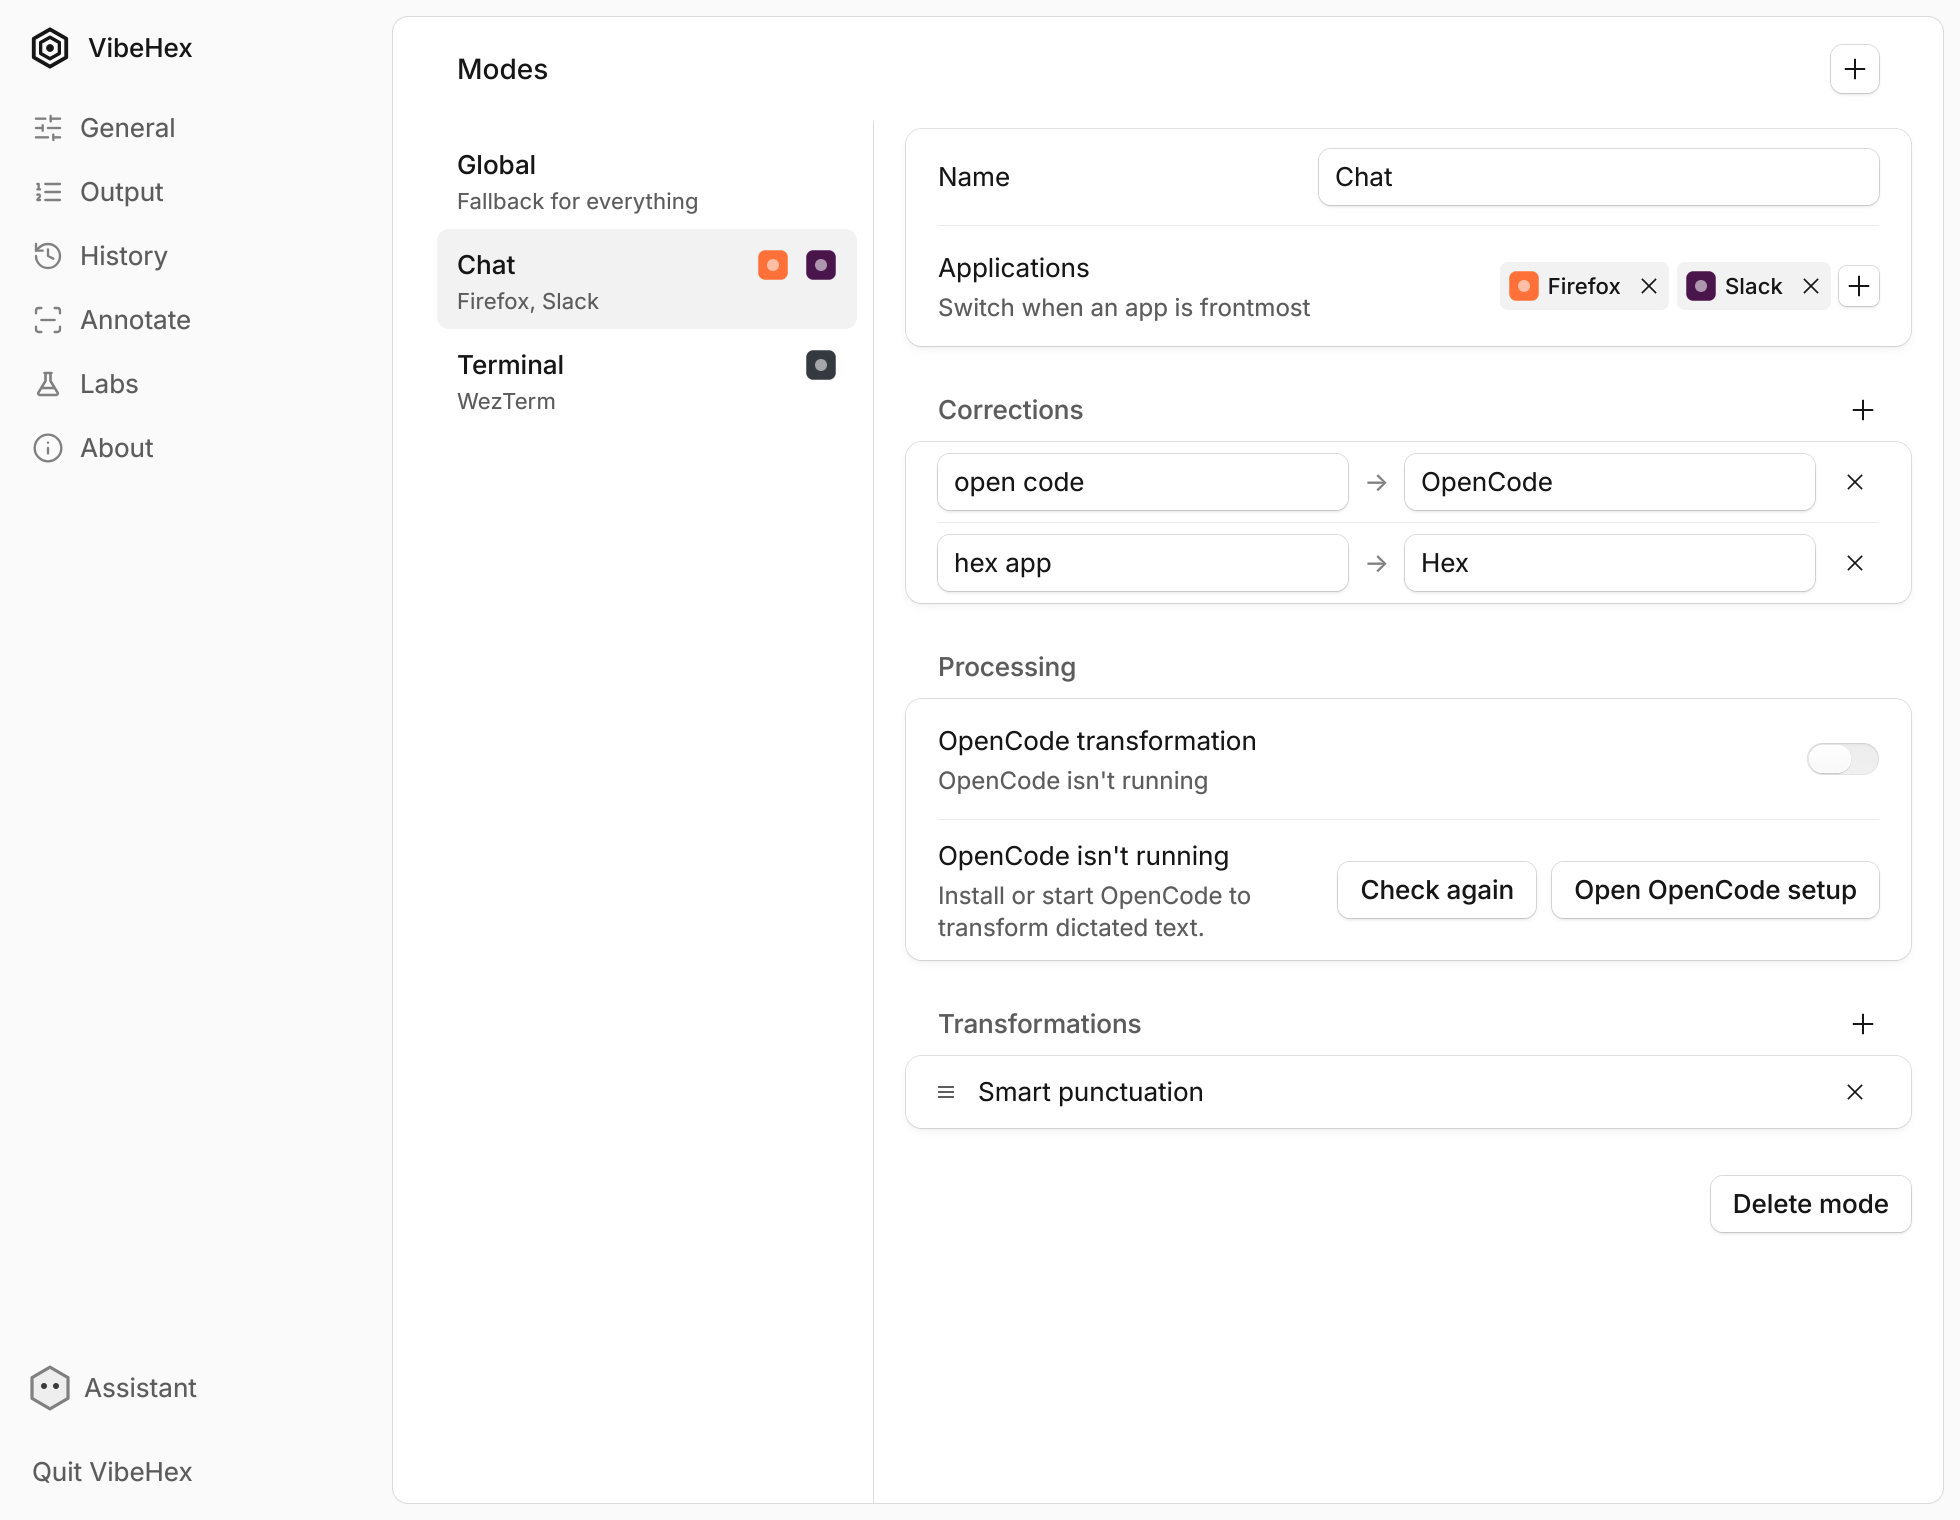 VibeHex
General
Output
History
Annotate
Labs
About
Assistant
Quit VibeHex
Modes
Global
Fallback for everything
Chat
Firefox, Slack
Terminal
WezTerm
Name
Chat
Applications
Switch when an app is frontmost
Firefox
Slack
Corrections
open code → OpenCode
hex app → Hex
Processing
OpenCode transformation
OpenCode isn't running
OpenCode isn't running
Install or start OpenCode to
transform dictated text.
Check again
Open OpenCode setup
Transformations
Smart punctuation
Delete mode